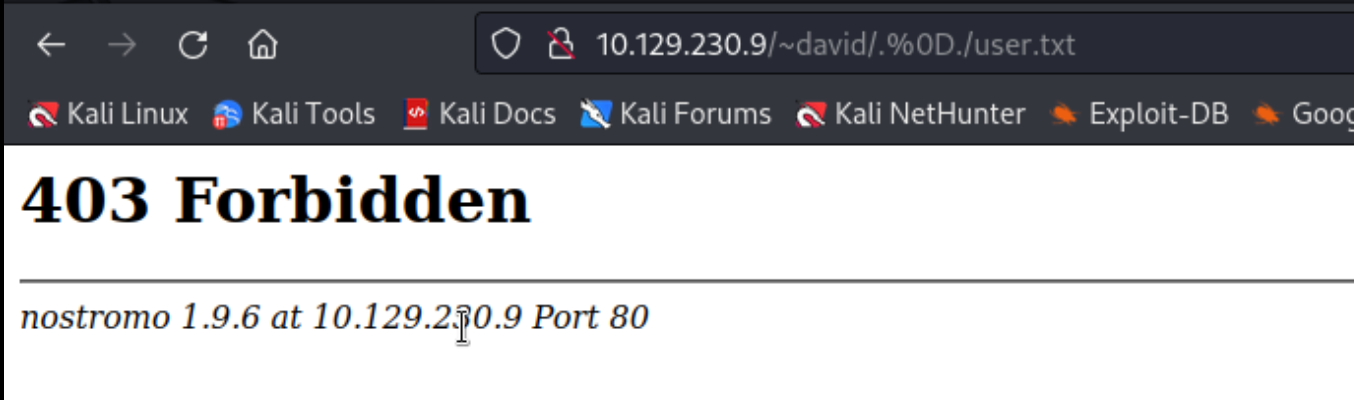 10.129.230.9/~david/.%0D./user.txt
Kali Linux Kali Tools Kali Docs Kali Forums Kali NetHunter Exploit-DB Goog
403 Forbidden
nostromo 1.9.6 at 10.129.230.9 Port 80